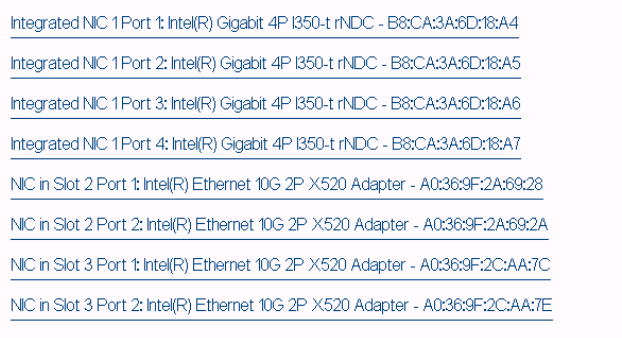 Integrated NIC 1 Port 1: Intel(R) Gigabit 4P I350-t rNDC - B8:CA:3A:6D:18:A4
Integrated NIC 1 Port 2: Intel(R) Gigabit 4P I350-t rNDC - B8:CA:3A:6D:18:A5
Integrated NIC 1 Port 3: Intel(R) Gigabit 4P I350-t rNDC - B8:CA:3A:6D:18:A6
Integrated NIC 1 Port 4: Intel(R) Gigabit 4P I350-t rNDC - B8:CA:3A:6D:18:A7
NIC in Slot 2 Port 1: Intel(R) Ethernet 10G 2P X520 Adapter - A0:36:9F:2A:69:28
NIC in Slot 2 Port 2: Intel(R) Ethernet 10G 2P X520 Adapter - A0:36:9F:2A:69:2A
NIC in Slot 3 Port 1: Intel(R) Ethernet 10G 2P X520 Adapter - A0:36:9F:2C:AA:7C
NIC in Slot 3 Port 2: Intel(R) Ethernet 10G 2P X520 Adapter - A0:36:9F:2C:AA:7E